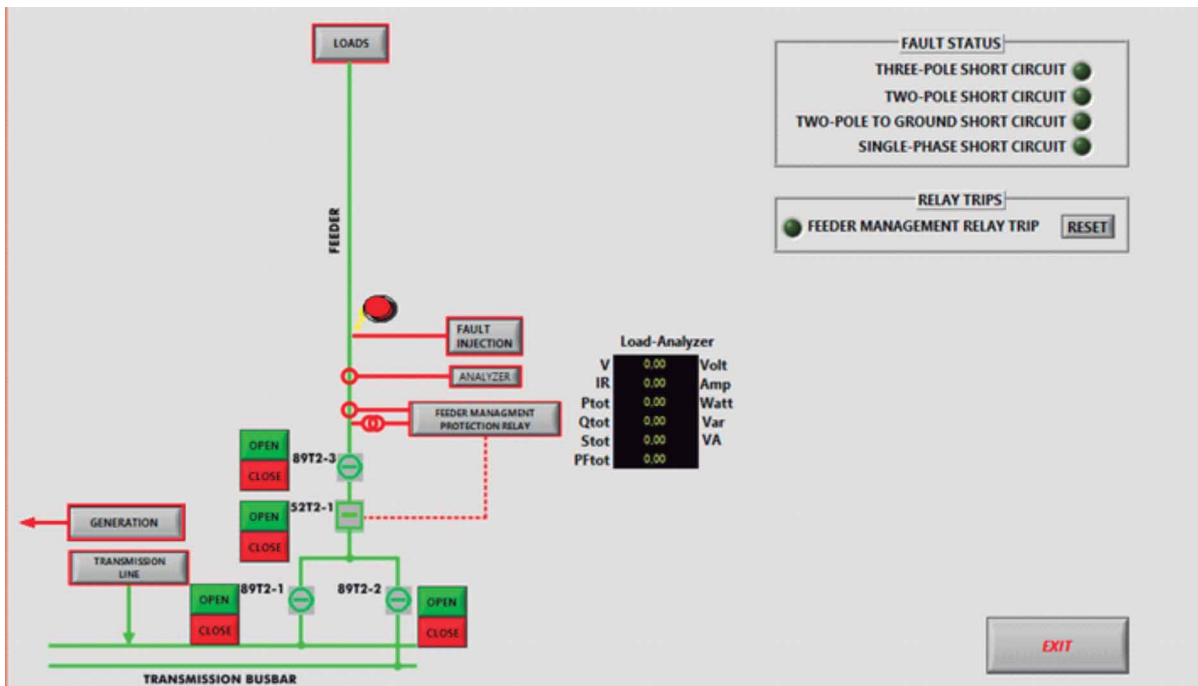 LOADS
FEEDER
FAULT
INJECTION
ANALYZER
FEEDER MANAGMENT
PROTECTION RELAY
OPEN
CLOSE
89T2-3
OPEN
CLOSE
52T2-1
GENERATION
TRANSMISSION
LINE
OPEN
CLOSE
89T2-1
89T2-2
OPEN
CLOSE
TRANSMISSION BUSBAR
Load-Analyzer
V 0,00 Volt
IR 0,00 Amp
Ptot 0,00 Watt
Qtot 0,00 Var
Stot 0,00 VA
PFtot 0,00
FAULT STATUS
THREE-POLE SHORT CIRCUIT
TWO-POLE SHORT CIRCUIT
TWO-POLE TO GROUND SHORT CIRCUIT
SINGLE-PHASE SHORT CIRCUIT
RELAY TRIPS
FEEDER MANAGEMENT RELAY TRIP RESET
EXIT